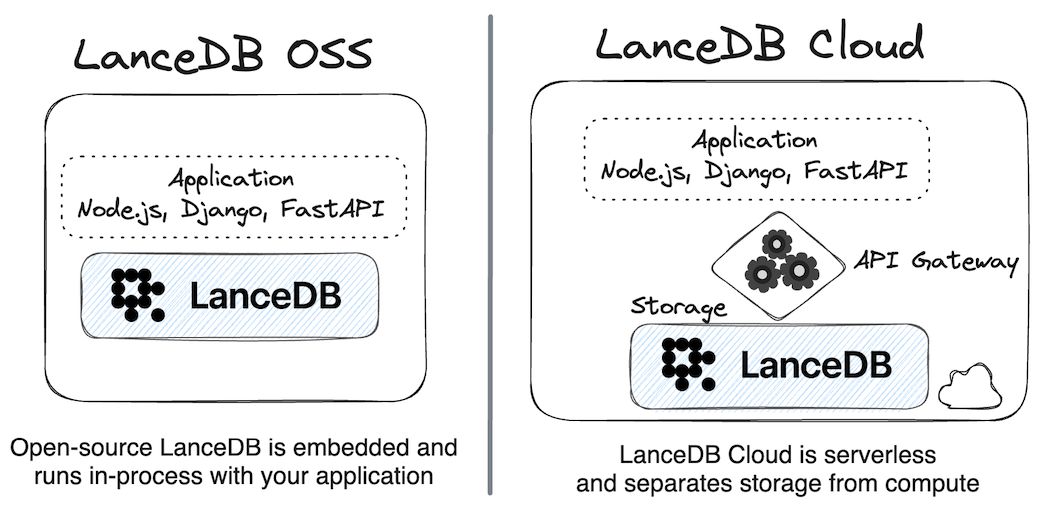 LanceDB OSS
Application
Node.js, Django, FastAPI
LanceDB
Open-source LanceDB is embedded and
runs in-process with your application
LanceDB Cloud
Application
Node.js, Django, FastAPI
API Gateway
Storage
LanceDB
LanceDB Cloud is serverless
and separates storage from compute